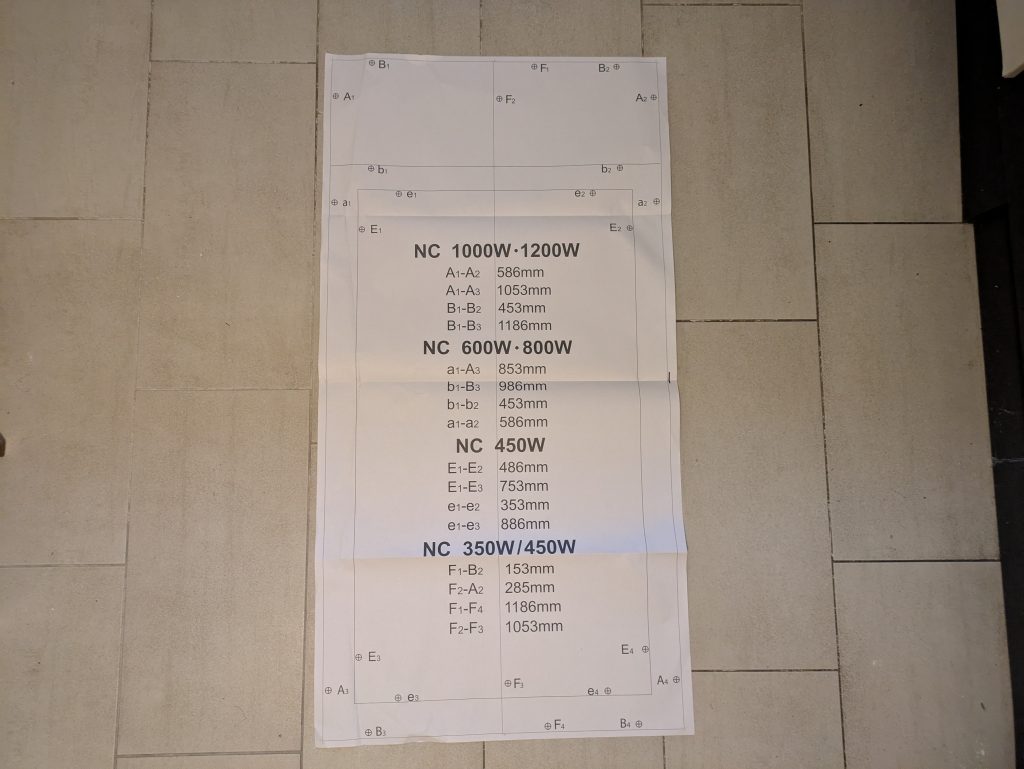 B1 F1 B2
A1 F2 A2
b1 b2
e1 e2
a1 a2
E1 E2
NC 1000W·1200W
A1-A2 586mm
A1-A3 1053mm
B1-B2 453mm
B1-B3 1186mm
NC 600W·800W
a1-A3 853mm
b1-B3 986mm
b1-b2 453mm
a1-a2 586mm
NC 450W
E1-E2 486mm
E1-E3 753mm
e1-e2 353mm
e1-e3 886mm
NC 350W/450W
F1-B2 153mm
F2-A2 285mm
F1-F4 1186mm
F2-F3 1053mm
E3 E4
A3 F3 A4
e3 e4
B3 F4 B4